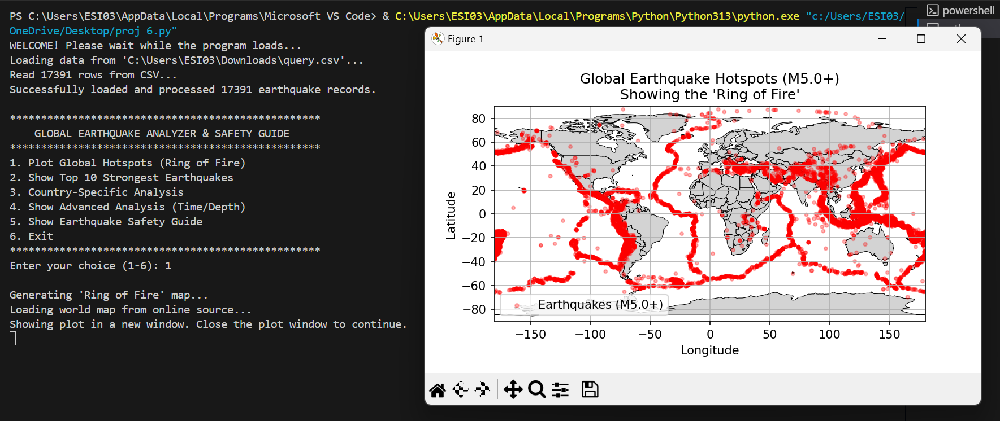 PS C:\Users\ESI03\AppData\Local\Programs\Microsoft VS Code> & C:\Users\ESI03\AppData\Local\Programs\Python\Python313\python.exe "c:/Users/ESI03/
OneDrive/Desktop/proj 6.py"
WELCOME! Please wait while the program loads...
Loading data from 'C:\Users\ESI03\Downloads\query.csv'...
Read 17391 rows from CSV...
Successfully loaded and processed 17391 earthquake records.
**************************************************
GLOBAL EARTHQUAKE ANALYZER & SAFETY GUIDE
**************************************************
1. Plot Global Hotspots (Ring of Fire)
2. Show Top 10 Strongest Earthquakes
3. Country-Specific Analysis
4. Show Advanced Analysis (Time/Depth)
5. Show Earthquake Safety Guide
6. Exit
**************************************************
Enter your choice (1-6): 1
Generating 'Ring of Fire' map...
Loading world map from online source...
Showing plot in a new window. Close the plot window to continue.
powershell
Figure 1
Global Earthquake Hotspots (M5.0+)
Showing the 'Ring of Fire'
Latitude
80
60
40
20
0
−20
−40
−60
−80
Earthquakes (M5.0+)
−150 −100 −50 0 50 100 150
Longitude